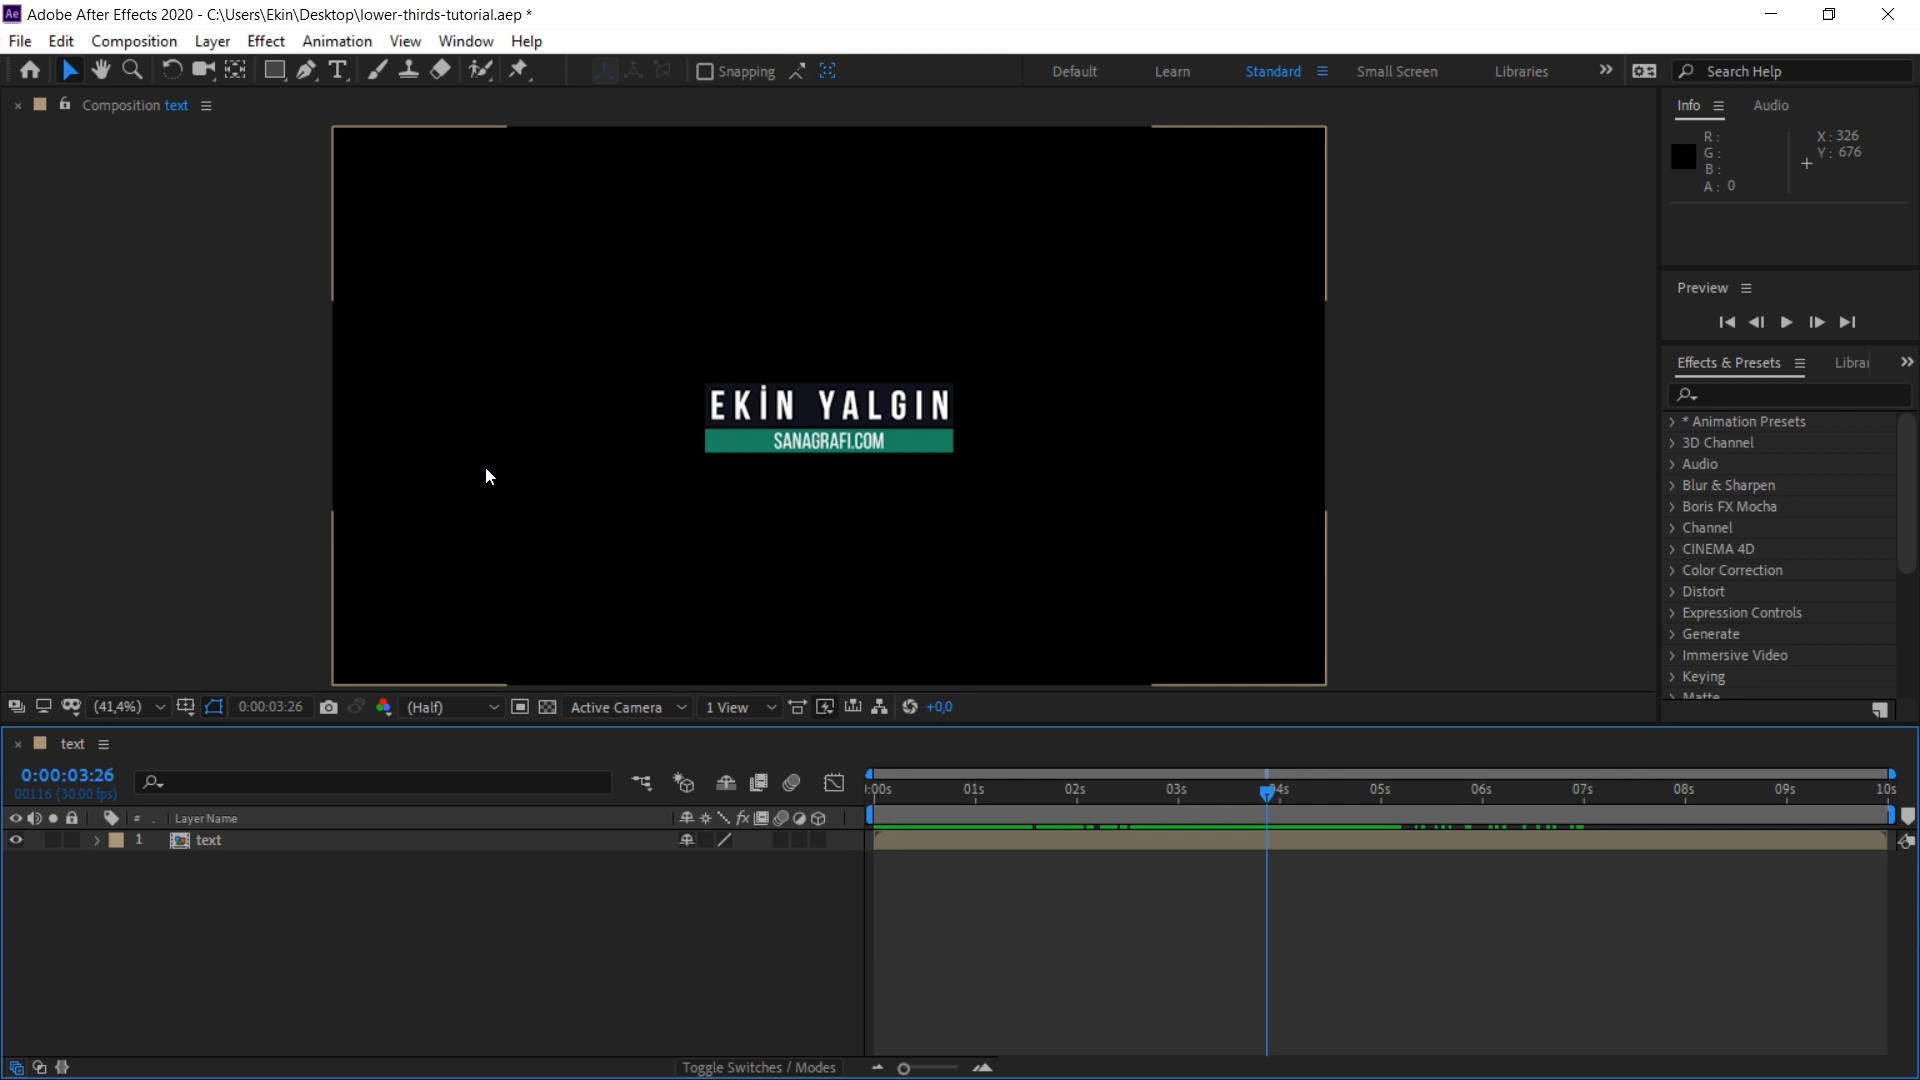 Adobe After Effects 2020 - C:\Users\Ekin\Desktop\lower-thirds-tutorial.aep *
File Edit Composition Layer Effect Animation View Window Help
Snapping Default Learn Standard Small Screen Libraries Search Help
Composition text
Info Audio
R:
G:
B:
A: 0
X: 326
Y: 676
Preview
Effects & Presets
* Animation Presets
3D Channel
Audio
Blur & Sharpen
Boris FX Mocha
Channel
CINEMA 4D
Color Correction
Distort
Expression Controls
Generate
Immersive Video
Keying
Matte
EKİN YALGIN
SANAGRAFI.COM
(41,4%) 0:00:03:26 (Half) Active Camera 1 View +0,0
text
0:00:03:26
00116 (30.00 fps)
:00s 01s 02s 03s 04s 05s 06s 07s 08s 09s 10s
# Layer Name
1 text
Toggle Switches / Modes